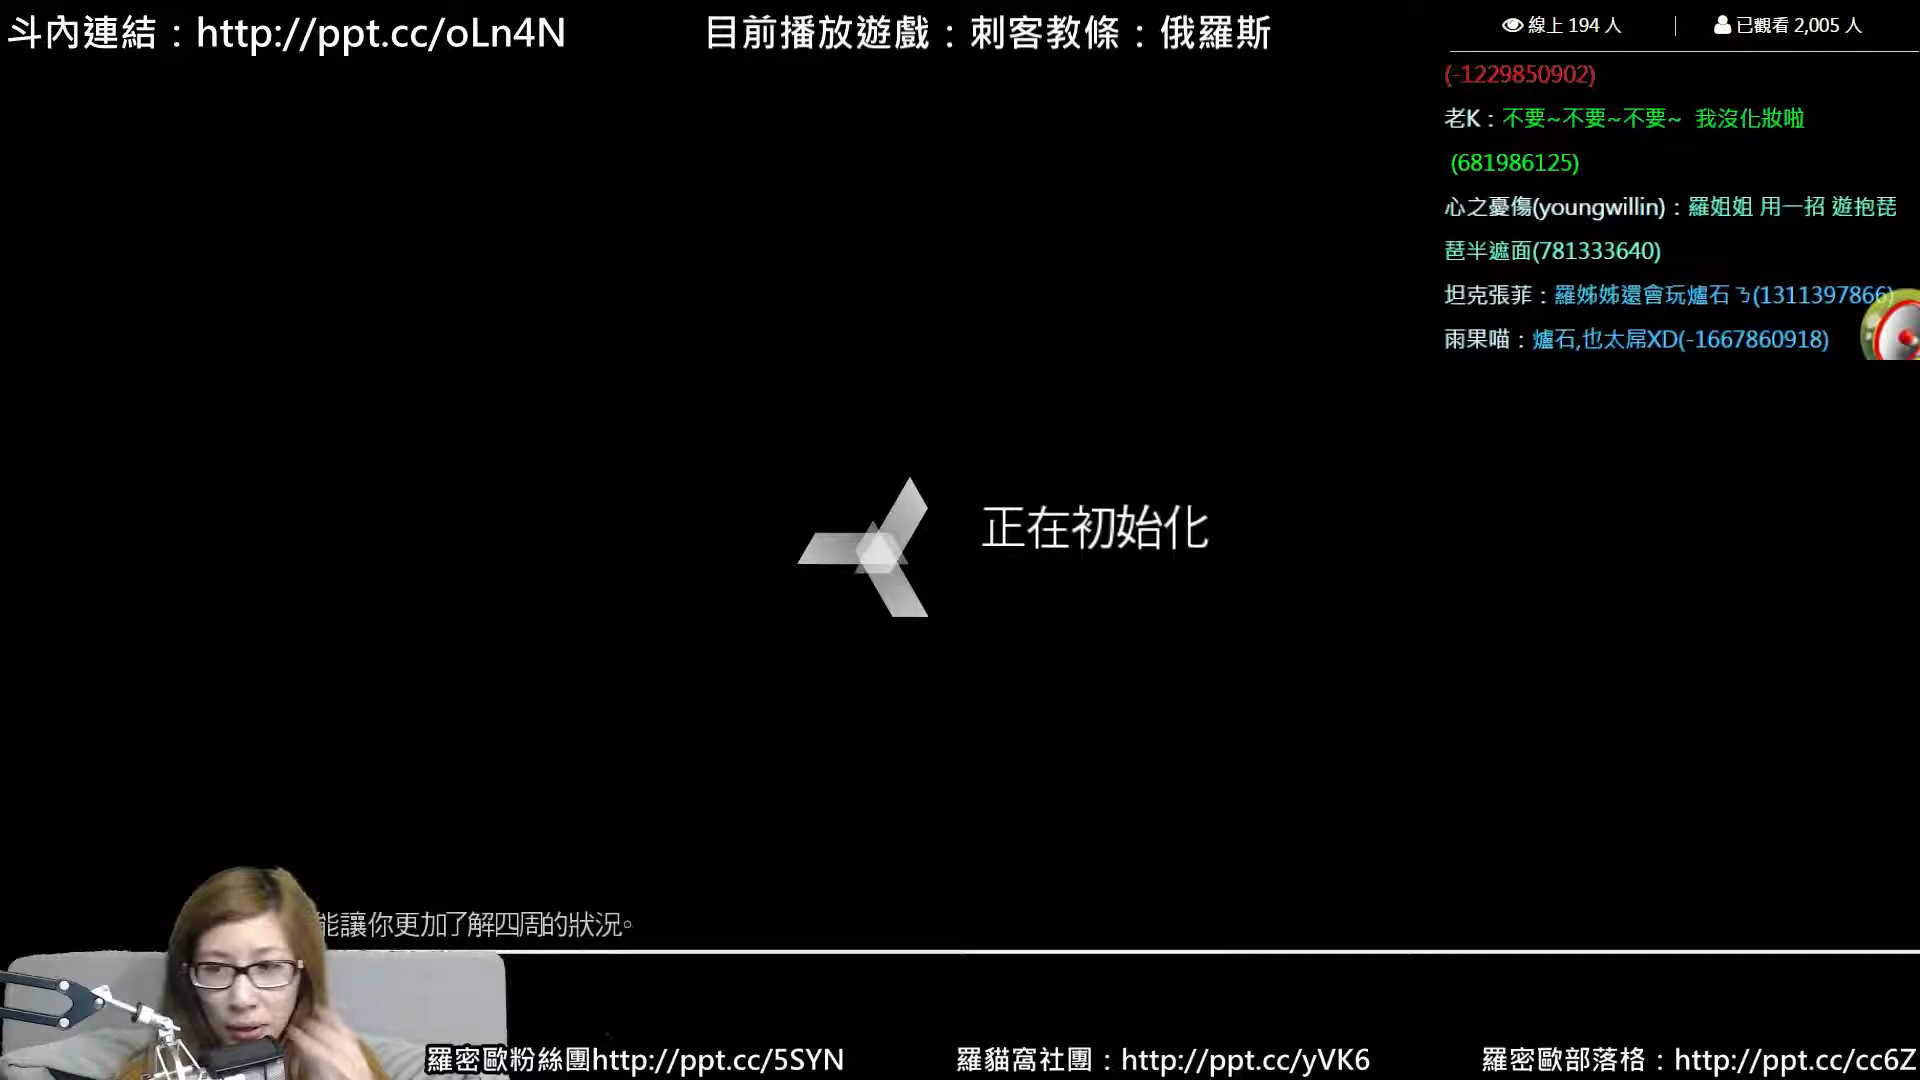 斗內連結：http://ppt.cc/oLn4N
目前播放遊戲：刺客教條：俄羅斯
線上 194 人 | 已觀看 2,005 人
(-1229850902)
老K：不要~不要~不要~ 我沒化妝啦
(681986125)
心之憂傷(youngwillin)：羅姐姐 用一招 遊抱琵
琶半遮面(781333640)
坦克張菲：羅姊姊還會玩爐石ㄋ(1311397866)
雨果喵：爐石,也太屌XD(-1667860918)
正在初始化
能讓你更加了解四周的狀況。
羅密歐粉絲團http://ppt.cc/5SYN
羅貓窩社團：http://ppt.cc/yVK6
羅密歐部落格：http://ppt.cc/cc6Z